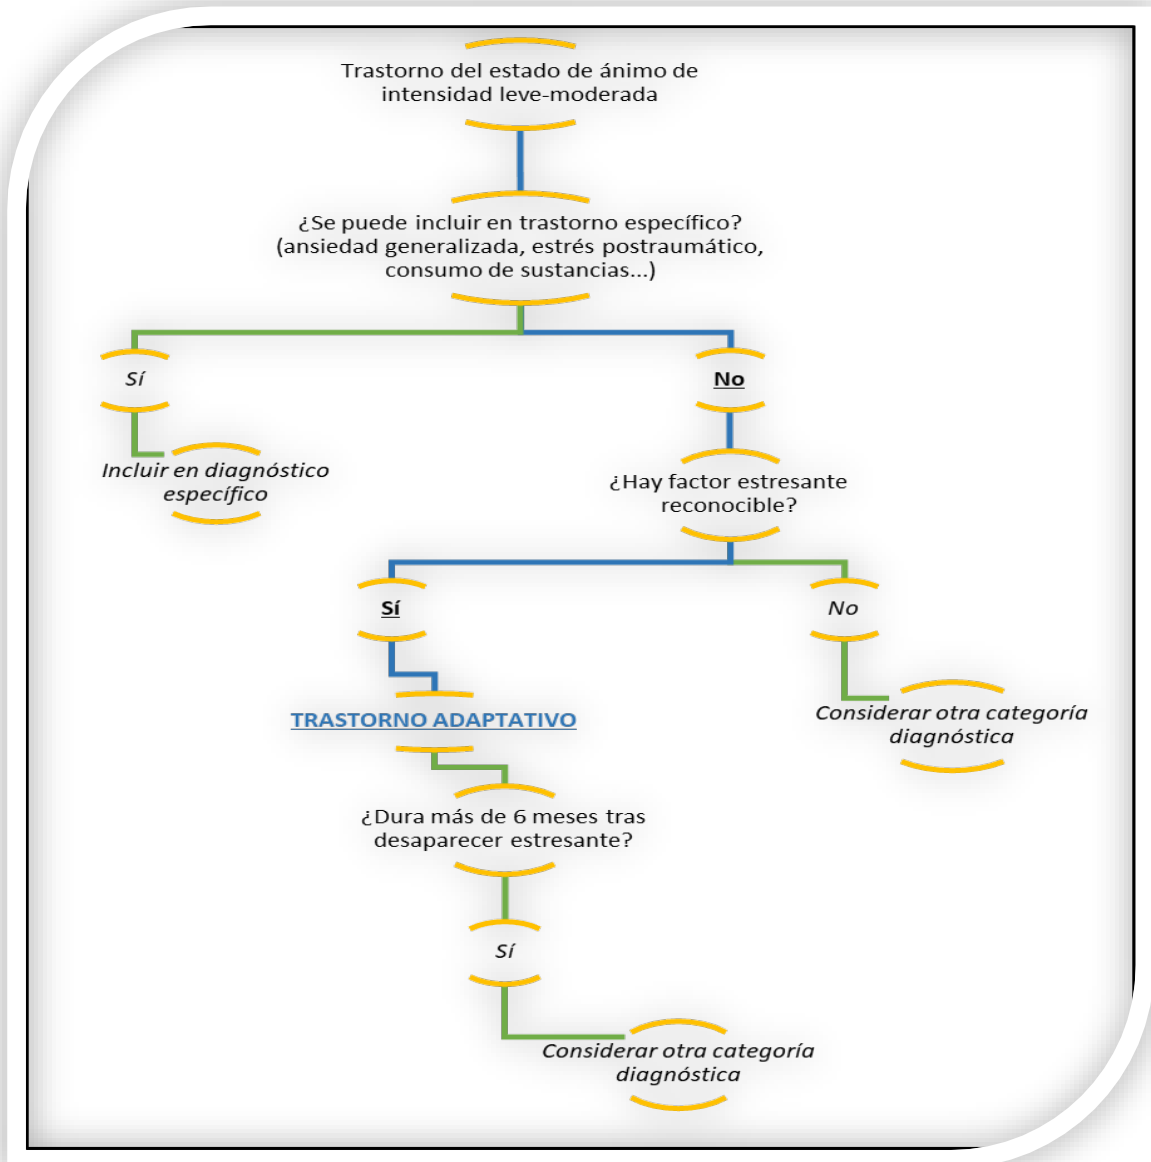 Trastorno del estado de ánimo de
intensidad leve-moderada
¿Se puede incluir en trastorno específico?
(ansiedad generalizada, estrés postraumático,
consumo de sustancias...)
Sí
No
Incluir en diagnóstico
específico
¿Hay factor estresante
reconocible?
Sí
No
TRASTORNO ADAPTATIVO
Considerar otra categoría
diagnóstica
¿Dura más de 6 meses tras
desaparecer estresante?
Sí
Considerar otra categoría
diagnóstica